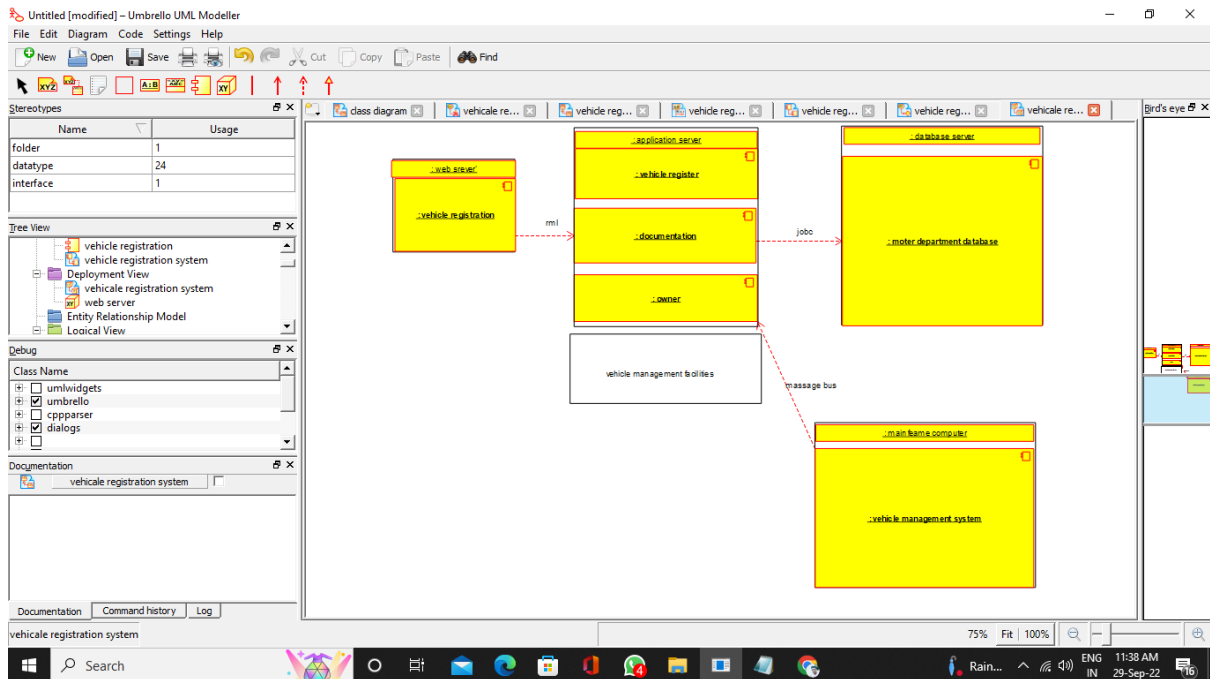 Untitled [modified] – Umbrello UML Modeller
File Edit Diagram Code Settings Help
New Open Save Cut Copy Paste Find
Stereotypes
Name Usage
folder 1
datatype 24
interface 1
Tree View
vehicle registration
vehicle registration system
Deployment View
vehicale registration system
web server
Entity Relationship Model
Logical View
Debug
Class Name
umlwidgets
umbrello
cppparser
dialogs
Documentation
vehicale registration system
Documentation Command history Log
class diagram vehicale re... vehicle reg... vehicle reg... vehicle reg... vehicle reg... vehicale re...
Bird's eye
: web srever'
: vehicle registration
rml
: application server
: vehicle register
: documentation
: owner
vehicle management facilities
jobc
: database server
: moter department database
massage bus
: main feame computer
: vehicle management system
vehicale registration system
75% Fit 100%
Search
4
Rain...
ENG
IN
11:38 AM
29-Sep-22
16